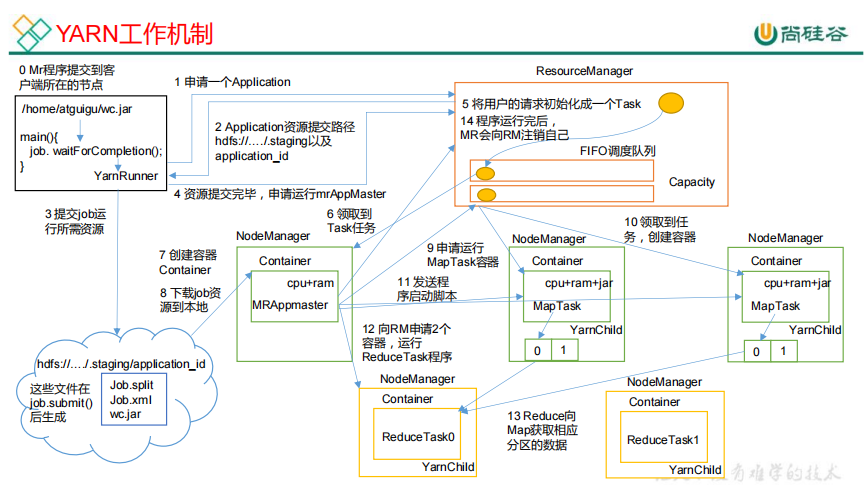 YARN工作机制
尚硅谷
0 Mr程序提交到客
户端所在的节点
/home/atguigu/wc.jar
main(){
job. waitForCompletion();
}
YarnRunner
1 申请一个Application
2 Application资源提交路径
hdfs://…./.staging以及
application_id
4 资源提交完毕，申请运行mrAppMaster
3 提交job运
行所需资源
ResourceManager
5 将用户的请求初始化成一个Task
14 程序运行完后，
MR会向RM注销自己
FIFO调度队列
Capacity
6 领取到
Task任务
7 创建容器
Container
8 下载job资
源到本地
NodeManager
Container
cpu+ram
MRAppmaster
9 申请运行
MapTask容器
11 发送程
序启动脚本
12 向RM申请2个
容器，运行
ReduceTask程序
NodeManager
Container
cpu+ram+jar
MapTask
YarnChild
0 1
10 领取到任
务，创建容器
NodeManager
Container
cpu+ram+jar
MapTask
YarnChild
0 1
hdfs://…./.staging/application_id
这些文件在
job.submit()
后生成
Job.split
Job.xml
wc.jar
NodeManager
Container
ReduceTask0
YarnChild
13 Reduce向
Map获取相应
分区的数据
NodeManager
Container
ReduceTask1
YarnChild
有难学的技术